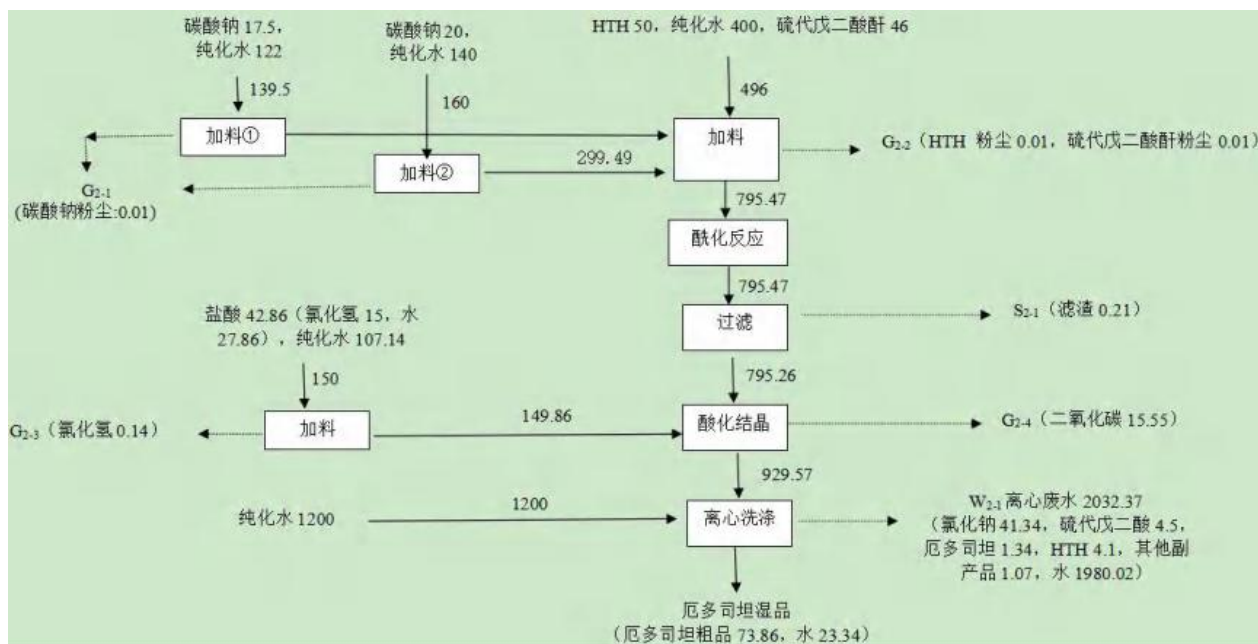 碳酸钠 17.5，
纯化水 122
碳酸钠 20，
纯化水 140
HTH 50，纯化水 400，硫代戊二酸酐 46
139.5
160
496
加料①
加料②
加料
299.49
G₂₋₂（HTH 粉尘 0.01，硫代戊二酸酐粉尘 0.01）
G₂₋₁
(碳酸钠粉尘:0.01)
795.47
酰化反应
795.47
盐酸 42.86（氯化氢 15，水
27.86），纯化水 107.14
过滤
S₂₋₁（滤渣 0.21）
150
795.26
G₂₋₃（氯化氢 0.14）
加料
149.86
酸化结晶
G₂₋₄（二氧化碳 15.55）
929.57
纯化水 1200
1200
离心洗涤
W₂₋₁ 离心废水 2032.37
（氯化钠 41.34，硫代戊二酸 4.5，
厄多司坦 1.34，HTH 4.1，其他副
产品 1.07，水 1980.02）
厄多司坦湿品
（厄多司坦粗品 73.86，水 23.34）